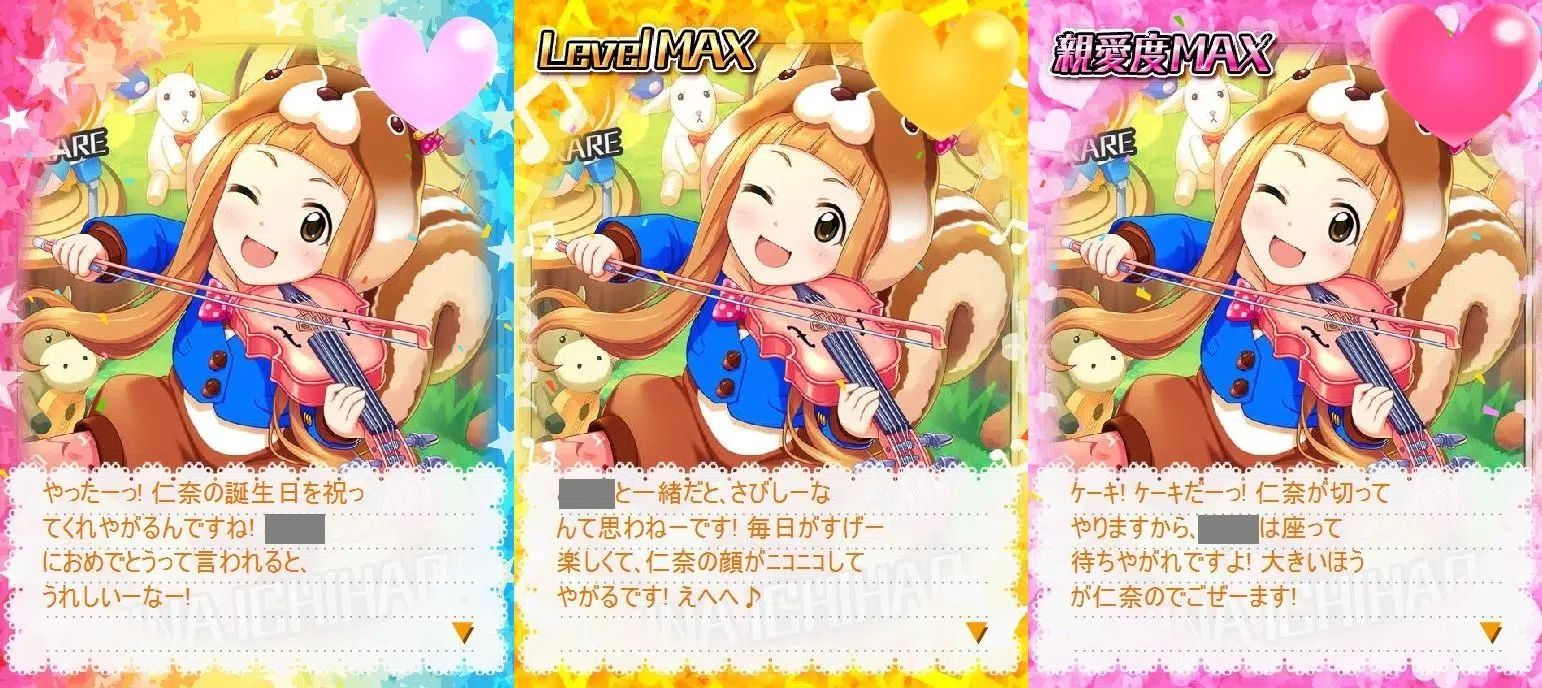 ARE
やったーっ! 仁奈の誕生日を祝っ
てくれやがるんですね!
におめでとうって言われると、
うれしいーなー!
Level MAX
ARE
と一緒だと、さびしーな
んて思わねーです! 毎日がすげー
楽しくて、仁奈の顔がニコニコして
やがるです! えへへ♪
親愛度MAX
RARE
ケーキ! ケーキだーっ! 仁奈が切って
やりますから、
は座って
待ちやがれですよ! 大きいほう
が仁奈のでごぜーます!